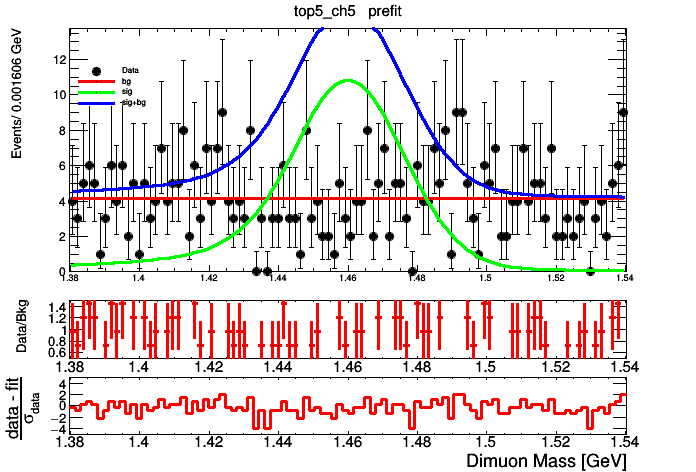 top5_ch5 prefit
Events/ 0.001606 GeV
12
10
8
6
4
2
0
Data
bg
sig
sig+bg
1.38 1.4 1.42 1.44 1.46 1.48 1.5 1.52 1.54
Data/Bkg
1.4
1.2
1
0.8
0.6
1.38 1.4 1.42 1.44 1.46 1.48 1.5 1.52 1.54
data - fit
σdata
4
2
0
−2
−4
1.38 1.4 1.42 1.44 1.46 1.48 1.5 1.52 1.54
Dimuon Mass [GeV]